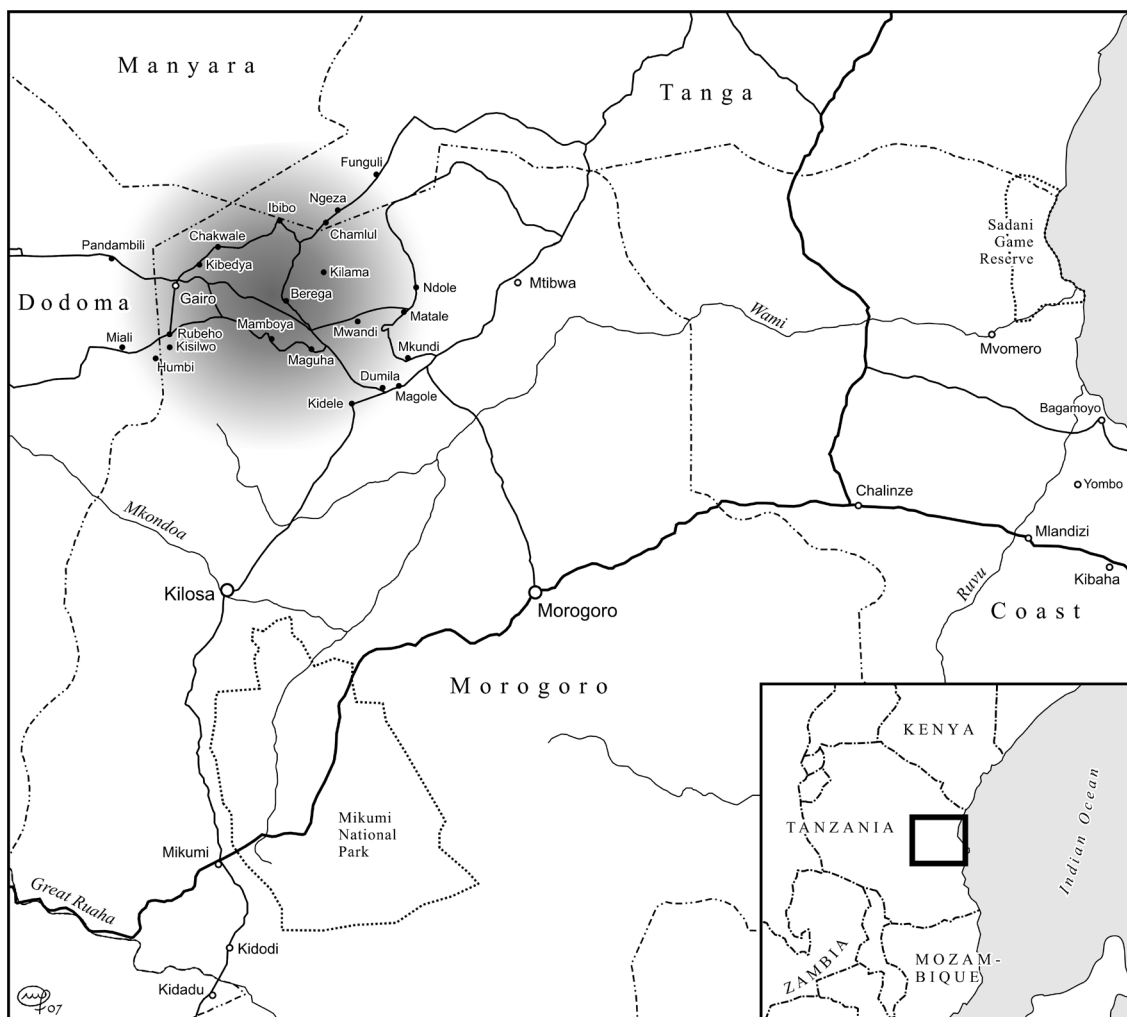 Manyara
Tanga
Funguli
Ngeza
Ibibo
Chamlul
Chakwale
Pandambili
Kibedya
Kilama
Sadani
Game
Reserve
Dodoma
Gairo
Berega
Ndole
Mtibwa
Matale
Wami
Miali
Rubeho
Mamboya
Mwandi
Kisilwo
Maguha
Mkundi
Mvomero
Humbi
Dumila
Magole
Kidele
Bagamoyo
Mkondoa
Chalinze
Yombo
Mlandizi
Kilosa
Morogoro
Ruvu
Kibaha
Coast
Morogoro
Mikumi
National
Park
Mikumi
Great Ruaha
Kidodi
Kidadu
07
KENYA
TANZANIA
Indian Ocean
ZAMBIA
MOZAM-
BIQUE